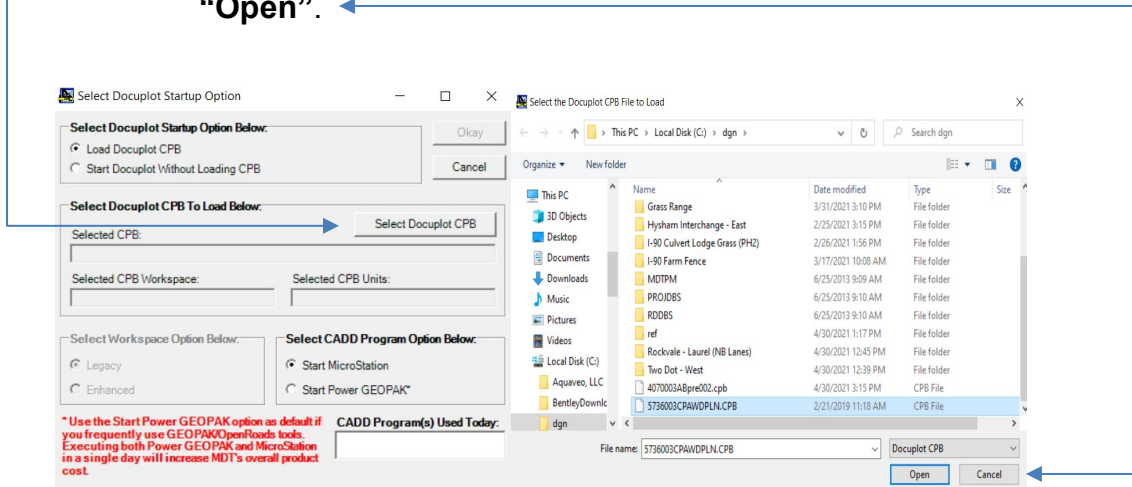 “Open”.
Select Docuplot Startup Option
Select Docuplot Startup Option Below:
Load Docuplot CPB
Start Docuplot Without Loading CPB
Okay
Cancel
Select Docuplot CPB To Load Below:
Select Docuplot CPB
Selected CPB:
Selected CPB Workspace:
Selected CPB Units:
Select Workspace Option Below:
Legacy
Enhanced
Select CADD Program Option Below:
Start MicroStation
Start Power GEOPAK*
* Use the Start Power GEOPAK option as default if
you frequently use GEOPAK/OpenRoads tools.
Executing both Power GEOPAK and MicroStation
in a single day will increase MDT's overall product
cost.
CADD Program(s) Used Today:
Select the Docuplot CPB File to Load
This PC > Local Disk (C:) > dgn >
Search dgn
Organize
New folder
This PC
3D Objects
Desktop
Documents
Downloads
Music
Pictures
Videos
Local Disk (C:)
Aquaveo, LLC
BentleyDownlc
dgn
Name Date modified Type Size
Grass Range 3/31/2021 3:10 PM File folder
Hysham Interchange - East 2/25/2021 3:15 PM File folder
I-90 Culvert Lodge Grass (PH2) 2/26/2021 1:56 PM File folder
I-90 Farm Fence 3/17/2021 10:08 AM File folder
MDTPM 6/25/2013 9:09 AM File folder
PROJDBS 6/25/2013 9:10 AM File folder
RDDBS 6/25/2013 9:10 AM File folder
ref 4/30/2021 1:17 PM File folder
Rockvale - Laurel (NB Lanes) 4/30/2021 12:45 PM File folder
Two Dot - West 4/30/2021 12:39 PM File folder
4070003ABpre002.cpb 4/30/2021 3:15 PM CPB File
5736003CPAWDPLN.CPB 2/21/2019 11:18 AM CPB File
File name: 5736003CPAWDPLN.CPB
Docuplot CPB
Open
Cancel